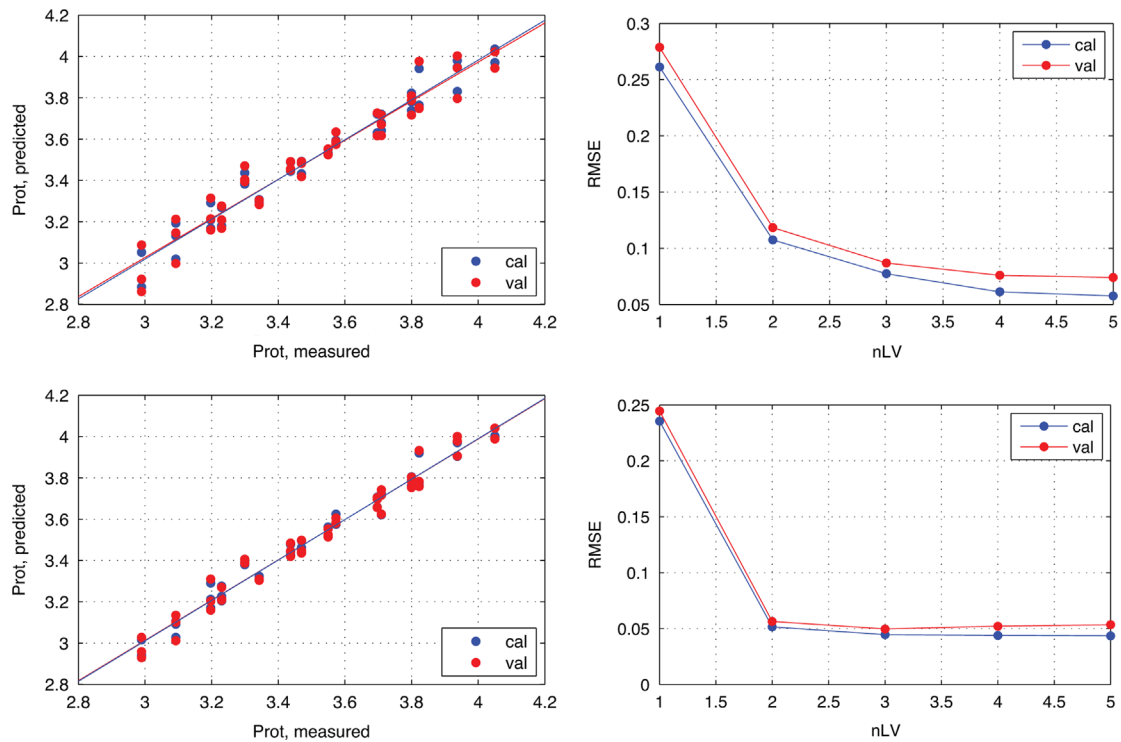 4.2
4
3.8
3.6
3.4
3.2
3
2.8
Prot, predicted
cal
val
2.8 3 3.2 3.4 3.6 3.8 4 4.2
Prot, measured
0.3
0.25
0.2
0.15
0.1
0.05
RMSE
cal
val
1 1.5 2 2.5 3 3.5 4 4.5 5
nLV
4.2
4
3.8
3.6
3.4
3.2
3
2.8
Prot, predicted
cal
val
2.8 3 3.2 3.4 3.6 3.8 4 4.2
Prot, measured
0.25
0.2
0.15
0.1
0.05
0
RMSE
cal
val
1 1.5 2 2.5 3 3.5 4 4.5 5
nLV